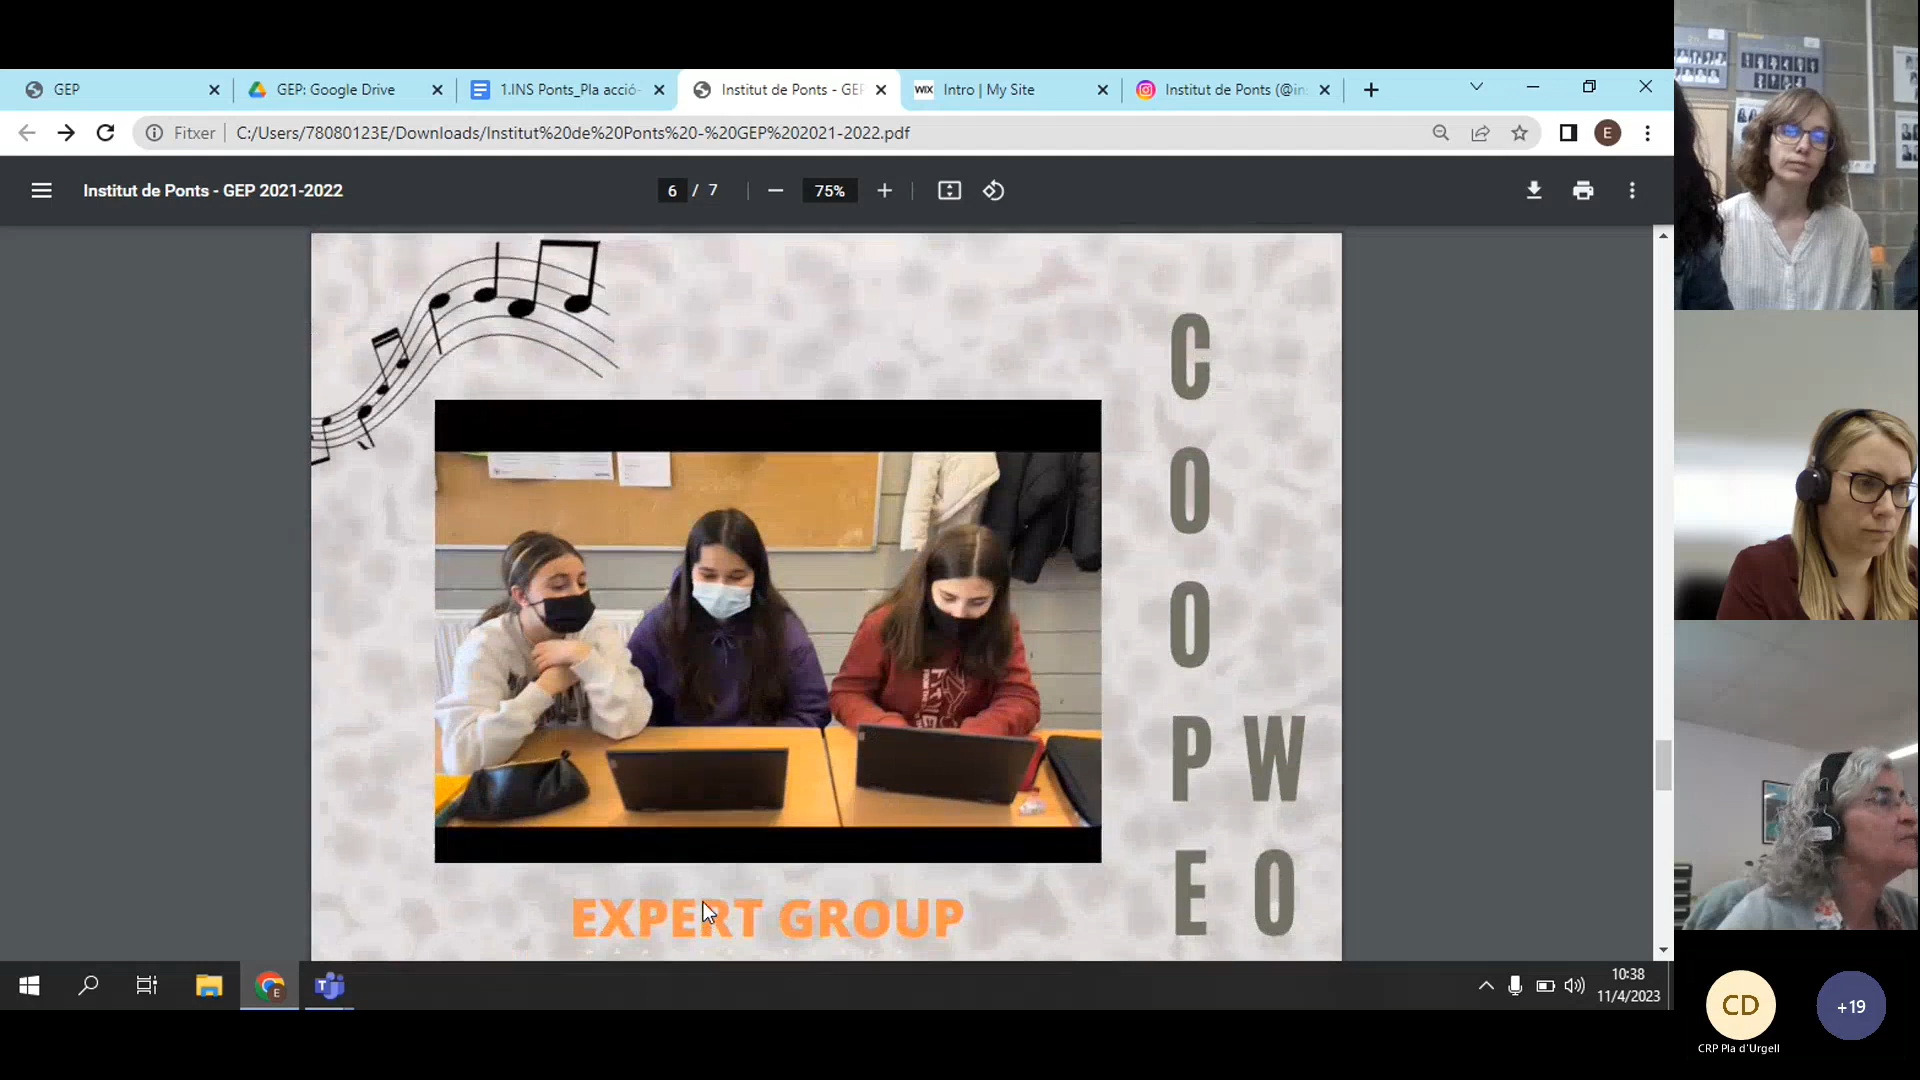 GEP
GEP: Google Drive
1.INS Ponts_Pla acció-
Institut de Ponts - GEP
WIX Intro | My Site
Institut de Ponts (@in
Fitxer
C:/Users/78080123E/Downloads/Institut%20de%20Ponts%20-%20GEP%202021-2022.pdf
E
Institut de Ponts - GEP 2021-2022
6 / 7
75%
C
O
O
P W
E O
EXPERT GROUP
10:38
11/4/2023
CD
+19
CRP Pla d'Urgell